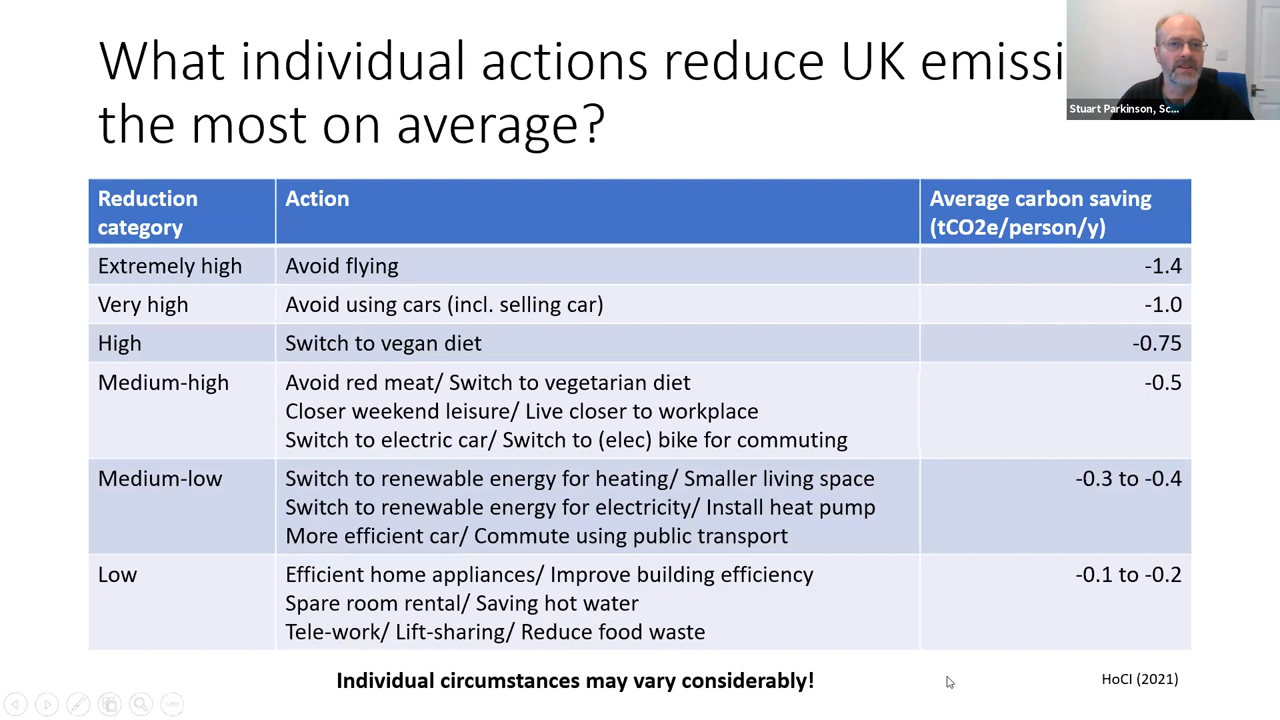 What individual actions reduce UK emissi
the most on average?
Stuart Parkinson, Sc...
Reduction category
Action
Average carbon saving (tCO2e/person/y)
Extremely high
Avoid flying
-1.4
Very high
Avoid using cars (incl. selling car)
-1.0
High
Switch to vegan diet
-0.75
Medium-high
Avoid red meat/ Switch to vegetarian diet
Closer weekend leisure/ Live closer to workplace
Switch to electric car/ Switch to (elec) bike for commuting
-0.5
Medium-low
Switch to renewable energy for heating/ Smaller living space
Switch to renewable energy for electricity/ Install heat pump
More efficient car/ Commute using public transport
-0.3 to -0.4
Low
Efficient home appliances/ Improve building efficiency
Spare room rental/ Saving hot water
Tele-work/ Lift-sharing/ Reduce food waste
-0.1 to -0.2
Individual circumstances may vary considerably!
HoCl (2021)